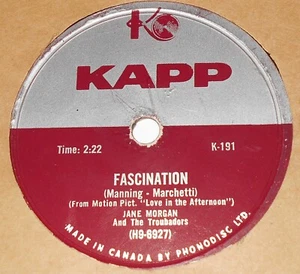 K
KAPP
Time: 2:22 K-191
FASCINATION
(Manning - Marchetti)
(From Motion Pict. "Love in the Afternoon")
JANE MORGAN
And The Troubadors
(H9-6927)
MADE IN CANADA BY PHONODISC LTD.